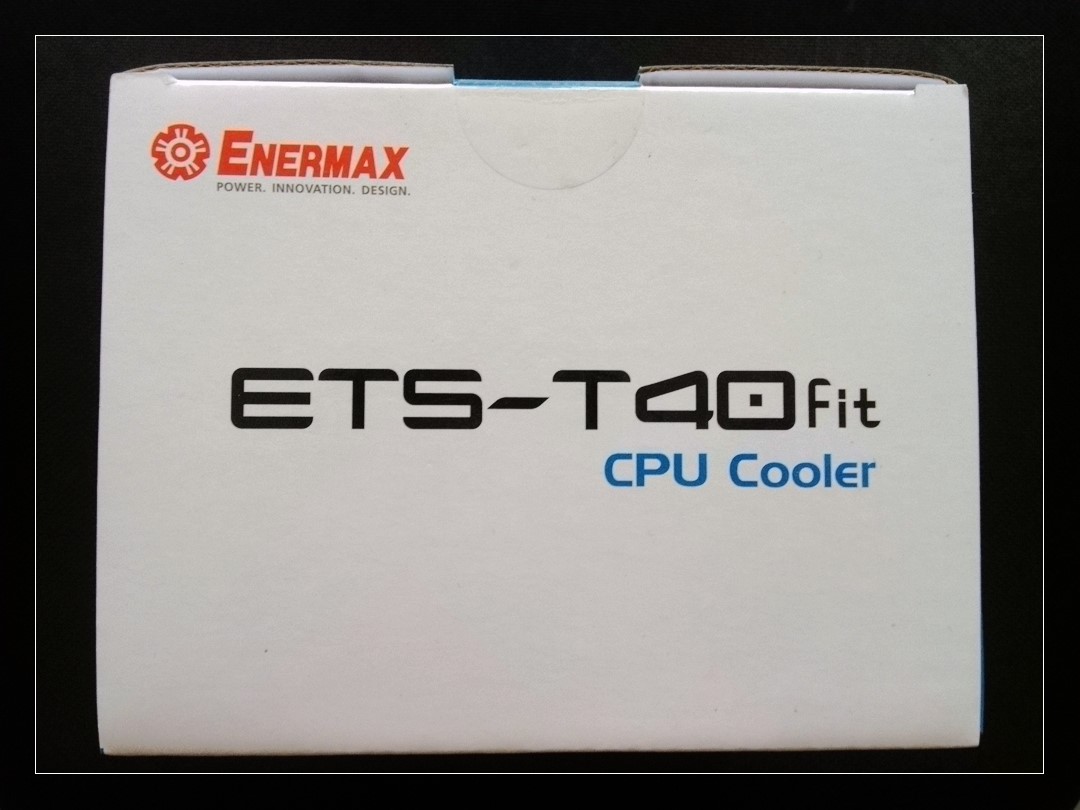 ENERMAX
POWER. INNOVATION. DESIGN.
ETS-T40fit
CPU Cooler